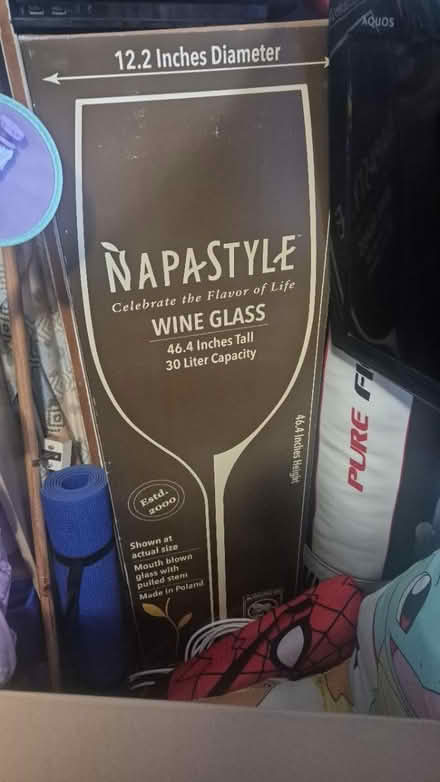 AQUOS
12.2 Inches Diameter
ÑAPASTYLE™
Celebrate the Flavor of Life
WINE GLASS
46.4 Inches Tall
30 Liter Capacity
46.4 Inches Height
PURE FI
Estd.
2000
Shown at
actual size
Mouth blown
glass with
pulled stem
Made in Poland